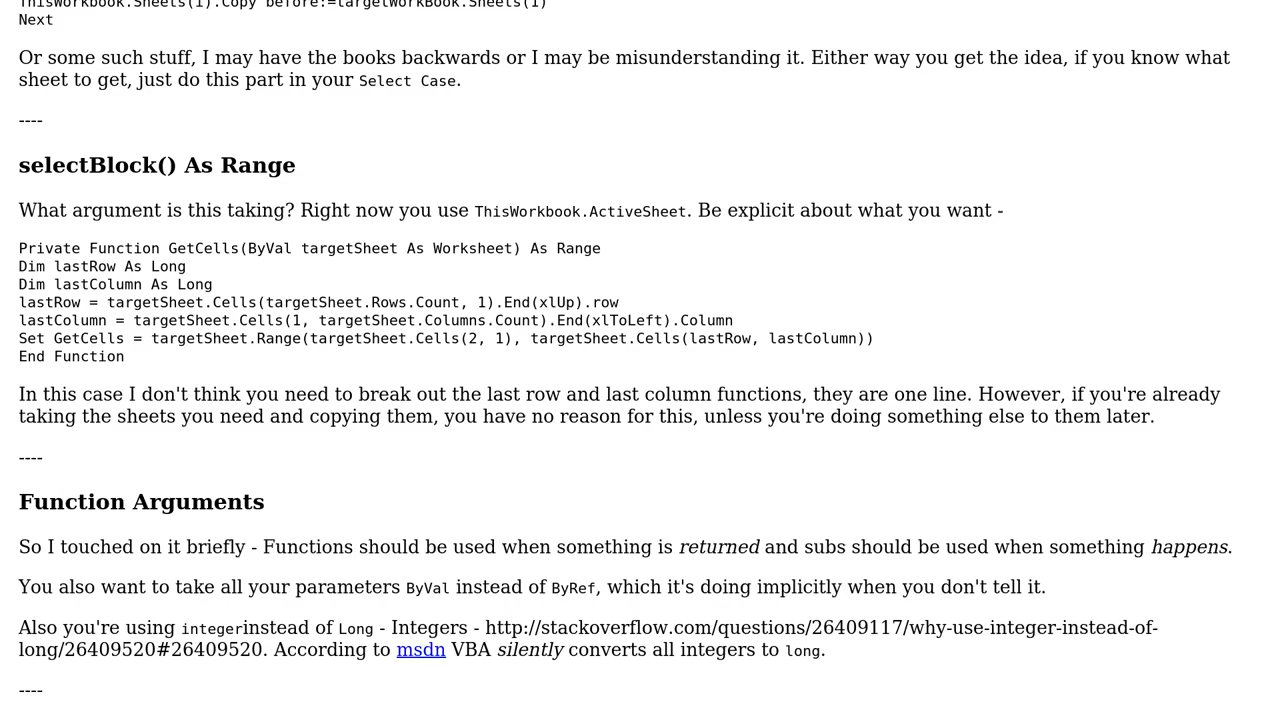 ThisWorkbook.Sheets(1).Copy before:=targetWorkBook.Sheets(1)
Next
Or some such stuff, I may have the books backwards or I may be misunderstanding it. Either way you get the idea, if you know what
sheet to get, just do this part in your Select Case.
----
selectBlock() As Range
What argument is this taking? Right now you use ThisWorkbook.ActiveSheet. Be explicit about what you want -
Private Function GetCells(ByVal targetSheet As Worksheet) As Range
Dim lastRow As Long
Dim lastColumn As Long
lastRow = targetSheet.Cells(targetSheet.Rows.Count, 1).End(xlUp).row
lastColumn = targetSheet.Cells(1, targetSheet.Columns.Count).End(xlToLeft).Column
Set GetCells = targetSheet.Range(targetSheet.Cells(2, 1), targetSheet.Cells(lastRow, lastColumn))
End Function
In this case I don't think you need to break out the last row and last column functions, they are one line. However, if you're already
taking the sheets you need and copying them, you have no reason for this, unless you're doing something else to them later.
----
Function Arguments
So I touched on it briefly - Functions should be used when something is returned and subs should be used when something happens.
You also want to take all your parameters ByVal instead of ByRef, which it's doing implicitly when you don't tell it.
Also you're using integerinstead of Long - Integers - http://stackoverflow.com/questions/26409117/why-use-integer-instead-of-
long/26409520#26409520. According to msdn VBA silently converts all integers to long.
----